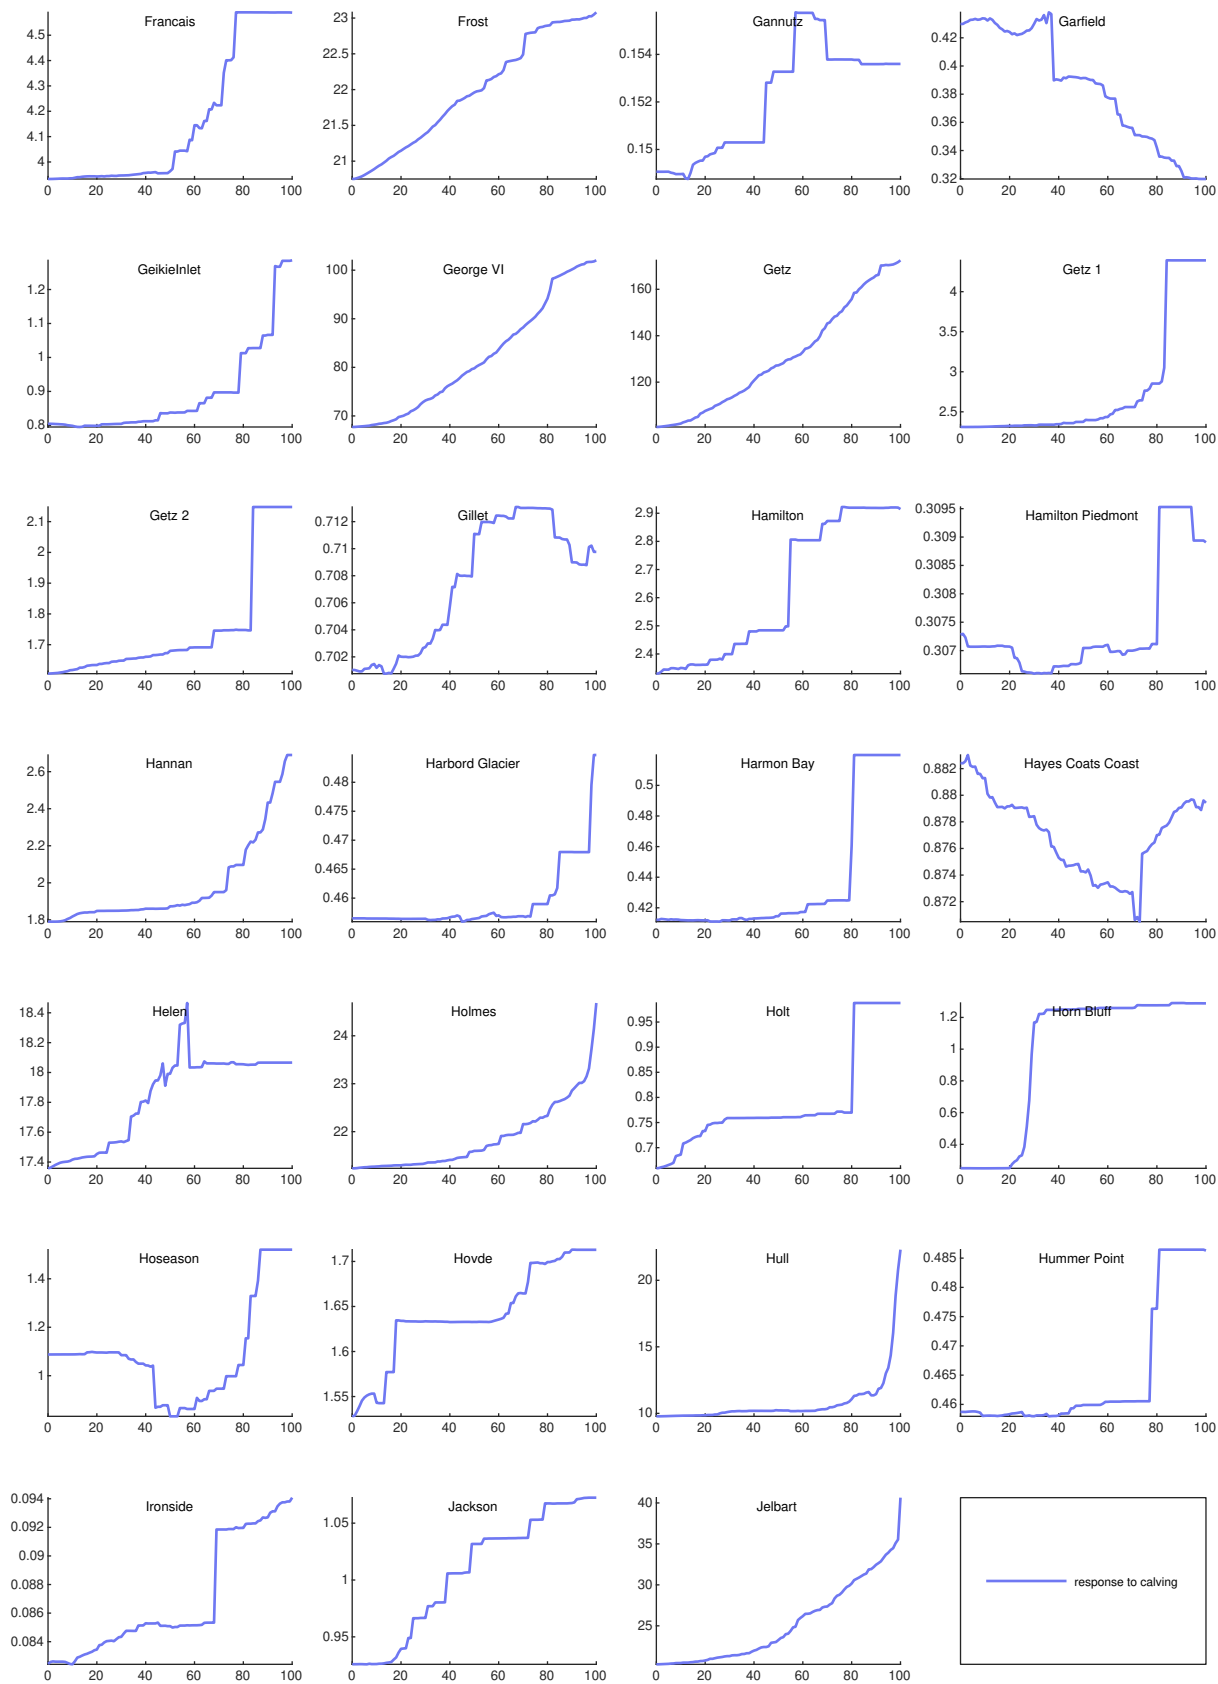 Francais
4.5
4.4
4.3
4.2
4.1
4
0 20 40 60 80 100
Frost
23
22.5
22
21.5
21
0 20 40 60 80 100
Gannutz
0.154
0.152
0.15
0 20 40 60 80 100
Garfield
0.42
0.4
0.38
0.36
0.34
0.32
0 20 40 60 80 100
GeikieInlet
1.2
1.1
1
0.9
0.8
0 20 40 60 80 100
George VI
100
90
80
70
0 20 40 60 80 100
Getz
160
140
120
0 20 40 60 80 100
Getz 1
4
3.5
3
2.5
0 20 40 60 80 100
Getz 2
2.1
2
1.9
1.8
1.7
0 20 40 60 80 100
Gillet
0.712
0.71
0.708
0.706
0.704
0.702
0 20 40 60 80 100
Hamilton
2.9
2.8
2.7
2.6
2.5
2.4
0 20 40 60 80 100
Hamilton Piedmont
0.3095
0.309
0.3085
0.308
0.3075
0.307
0 20 40 60 80 100
Hannan
2.6
2.4
2.2
2
1.8
0 20 40 60 80 100
Harbord Glacier
0.48
0.475
0.47
0.465
0.46
0 20 40 60 80 100
Harmon Bay
0.5
0.48
0.46
0.44
0.42
0 20 40 60 80 100
Hayes Coats Coast
0.882
0.88
0.878
0.876
0.874
0.872
0 20 40 60 80 100
Helen
18.4
18.2
18
17.8
17.6
17.4
0 20 40 60 80 100
Holmes
24
23
22
0 20 40 60 80 100
Holt
0.95
0.9
0.85
0.8
0.75
0.7
0 20 40 60 80 100
Horn Bluff
1.2
1
0.8
0.6
0.4
0 20 40 60 80 100
Hoseason
1.4
1.2
1
0 20 40 60 80 100
Hovde
1.7
1.65
1.6
1.55
0 20 40 60 80 100
Hull
20
15
10
0 20 40 60 80 100
Hummer Point
0.485
0.48
0.475
0.47
0.465
0.46
0 20 40 60 80 100
Ironside
0.094
0.092
0.09
0.088
0.086
0.084
0 20 40 60 80 100
Jackson
1.05
1
0.95
0 20 40 60 80 100
Jelbart
40
35
30
25
0 20 40 60 80 100
response to calving